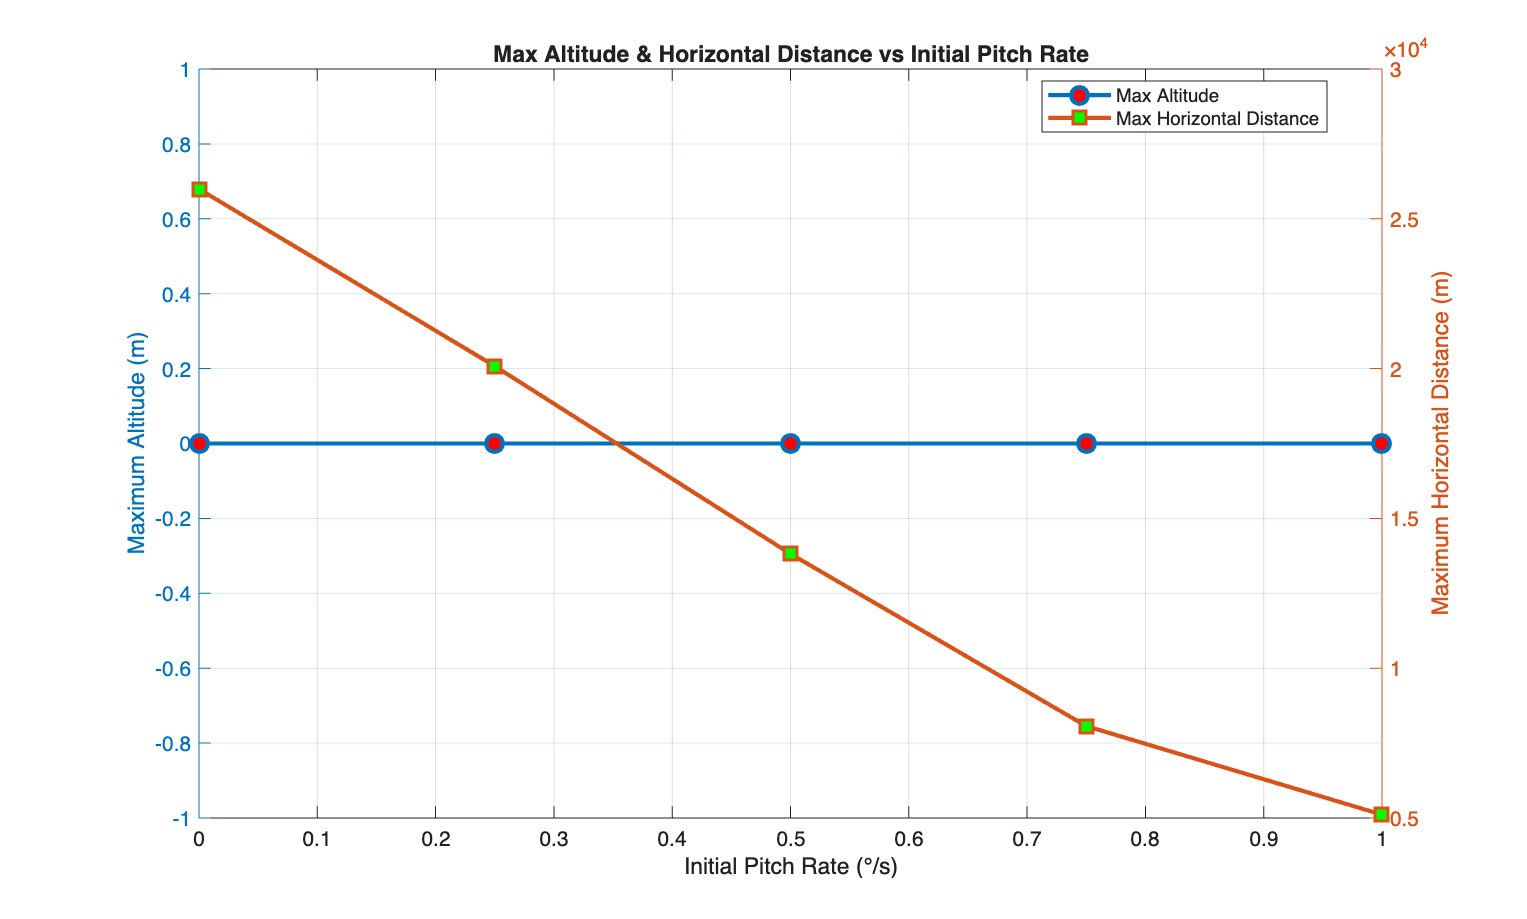 Max Altitude & Horizontal Distance vs Initial Pitch Rate
×10⁴
Max Altitude
Max Horizontal Distance
Maximum Altitude (m)
1
0.8
0.6
0.4
0.2
0
-0.2
-0.4
-0.6
-0.8
-1
3
2.5
2
1.5
1
0.5
Maximum Horizontal Distance (m)
0 0.1 0.2 0.3 0.4 0.5 0.6 0.7 0.8 0.9 1
Initial Pitch Rate (°/s)